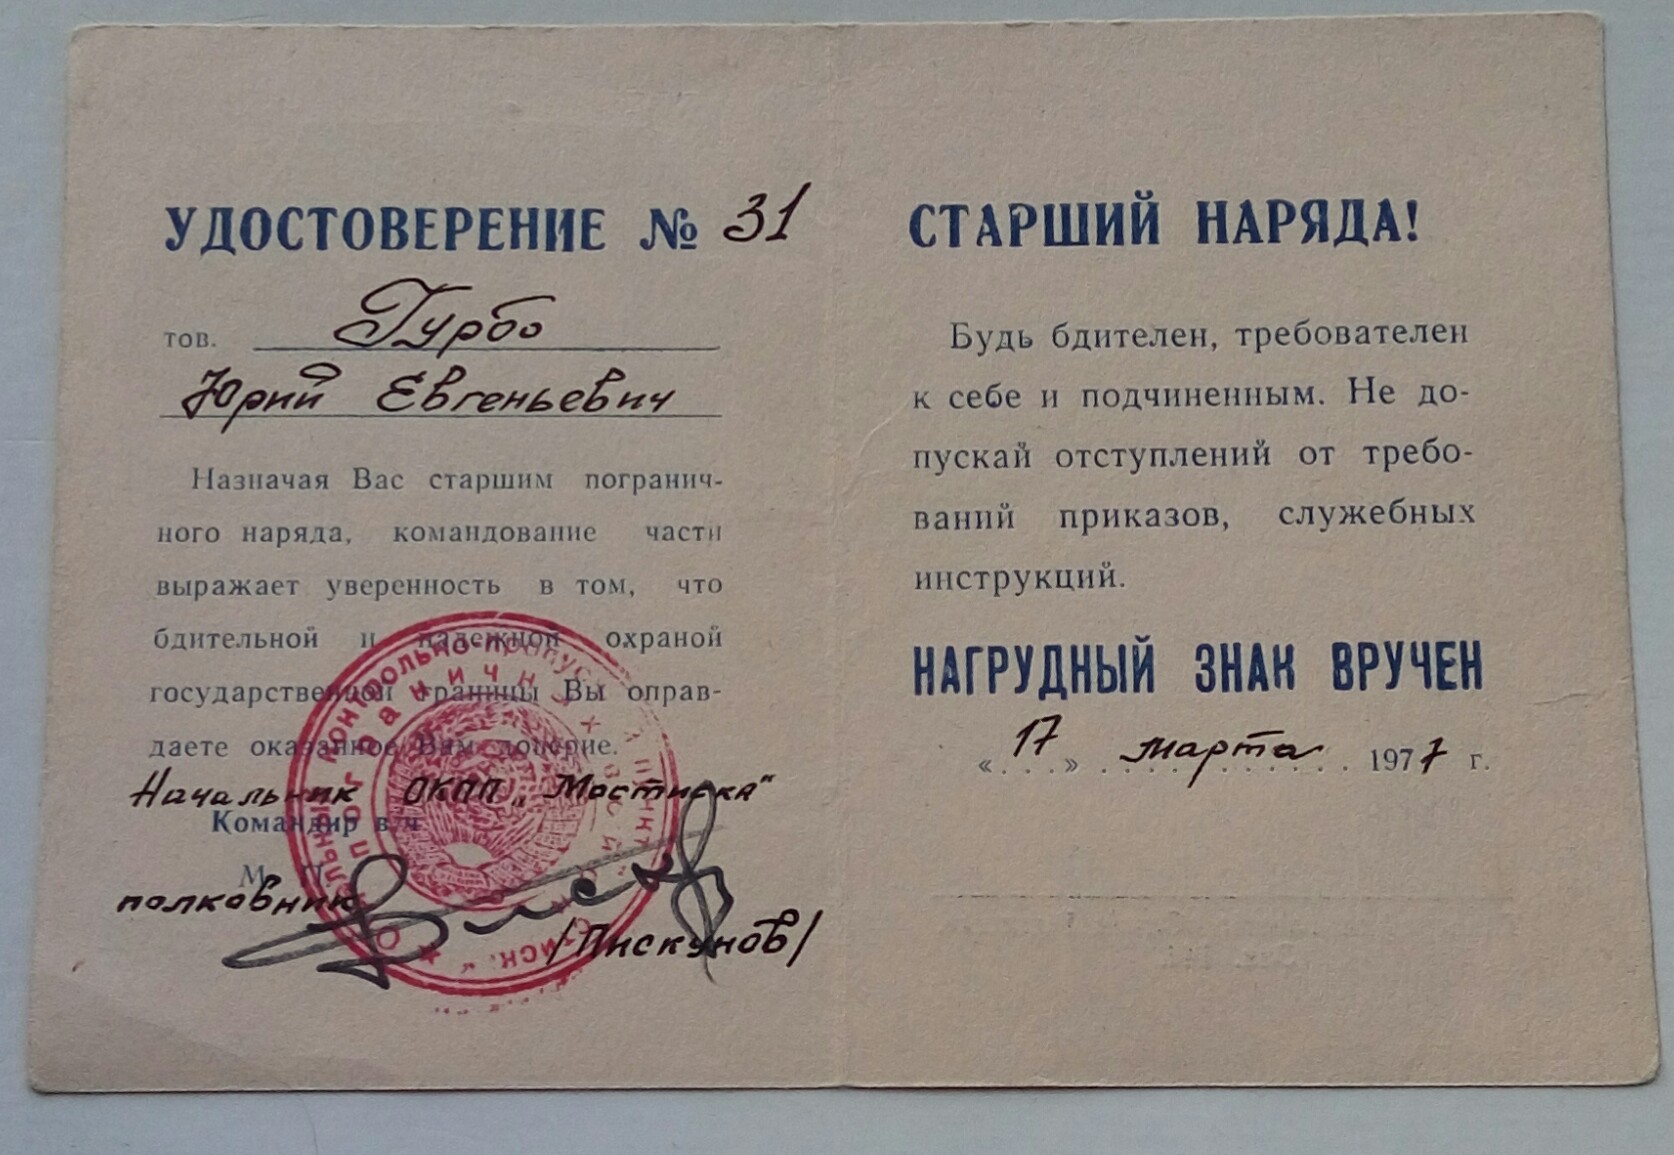 УДОСТОВЕРЕНИЕ № 31
тов. Гурбо
Юрий Евгеньевич
Назначая Вас старшим погранич-
ного наряда, командование части
выражает уверенность в том, что
бдительной и надежной охраной
государственной границы Вы оправ-
даете оказанное Вам доверие.
Начальник ОКПП „Мостиска"
Командир в/ч
М. П.
полковник
/Пискунов/
СТАРШИЙ НАРЯДА!
Будь бдителен, требователен
к себе и подчиненным. Не до-
пускай отступлений от требо-
ваний приказов, служебных
инструкций.
НАГРУДНЫЙ ЗНАК ВРУЧЕН
«17» марта 1977 г.